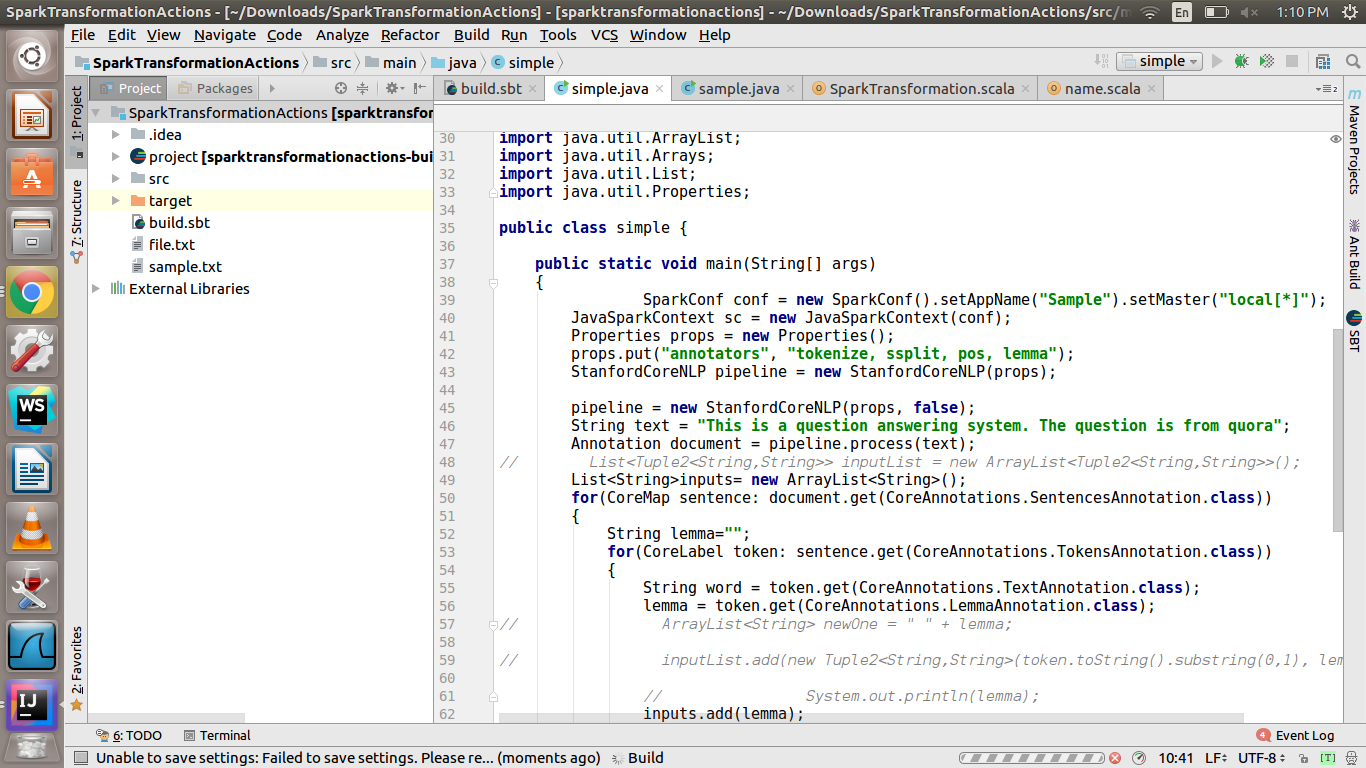 SparkTransformationActions - [~/Downloads/SparkTransformationActions] - [sparktransformationactions] - ~/Downloads/SparkTransformationActions/src/m
En
1:10 PM
File Edit View Navigate Code Analyze Refactor Build Run Tools VCS Window Help
SparkTransformationActions src main java simple
simple
Project Packages
build.sbt simple.java sample.java SparkTransformation.scala name.scala
2
1: Project
7: Structure
2: Favorites
SparkTransformationActions [sparktransfor
.idea
project [sparktransformationactions-bui
src
target
build.sbt
file.txt
sample.txt
External Libraries
30 import java.util.ArrayList;
31 import java.util.Arrays;
32 import java.util.List;
33 import java.util.Properties;
34
35 public class simple {
36
37 public static void main(String[] args)
38 {
39 SparkConf conf = new SparkConf().setAppName("Sample").setMaster("local[*]");
40 JavaSparkContext sc = new JavaSparkContext(conf);
41 Properties props = new Properties();
42 props.put("annotators", "tokenize, ssplit, pos, lemma");
43 StanfordCoreNLP pipeline = new StanfordCoreNLP(props);
44
45 pipeline = new StanfordCoreNLP(props, false);
46 String text = "This is a question answering system. The question is from quora";
47 Annotation document = pipeline.process(text);
48 // List<Tuple2<String,String>> inputList = new ArrayList<Tuple2<String,String>>();
49 List<String>inputs= new ArrayList<String>();
50 for(CoreMap sentence: document.get(CoreAnnotations.SentencesAnnotation.class))
51 {
52 String lemma="";
53 for(CoreLabel token: sentence.get(CoreAnnotations.TokensAnnotation.class))
54 {
55 String word = token.get(CoreAnnotations.TextAnnotation.class);
56 lemma = token.get(CoreAnnotations.LemmaAnnotation.class);
57 // ArrayList<String> newOne = " " + lemma;
58
59 // inputList.add(new Tuple2<String,String>(token.toString().substring(0,1), lem
60
61 // System.out.println(lemma);
62 inputs.add(lemma);
m
Maven Projects
Ant Build
SBT
WS
IJ
6: TODO Terminal
4 Event Log
Unable to save settings: Failed to save settings. Please re... (moments ago) Build
10:41 LF UTF-8 [T]